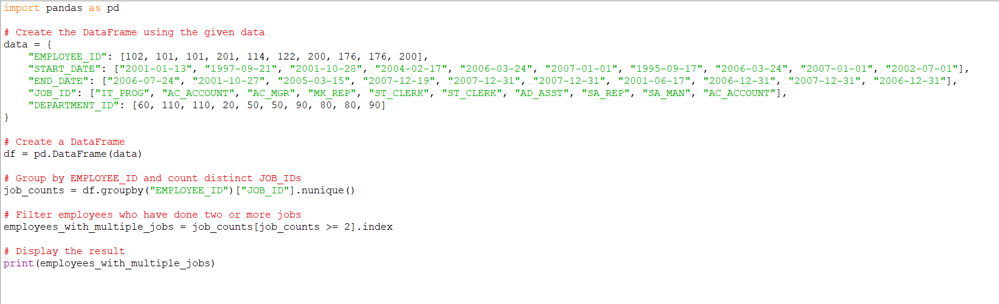 import pandas as pd
# Create the DataFrame using the given data
data = {
    "EMPLOYEE_ID": [102, 101, 101, 201, 114, 122, 200, 176, 176, 200],
    "START_DATE": ["2001-01-13", "1997-09-21", "2001-10-28", "2004-02-17", "2006-03-24", "2007-01-01", "1995-09-17", "2006-03-24", "2007-01-01", "2002-07-01"],
    "END_DATE": ["2006-07-24", "2001-10-27", "2005-03-15", "2007-12-19", "2007-12-31", "2007-12-31", "2001-06-17", "2006-12-31", "2007-12-31", "2006-12-31"],
    "JOB_ID": ["IT_PROG", "AC_ACCOUNT", "AC_MGR", "MK_REP", "ST_CLERK", "ST_CLERK", "AD_ASST", "SA_REP", "SA_MAN", "AC_ACCOUNT"],
    "DEPARTMENT_ID": [60, 110, 110, 20, 50, 50, 90, 80, 80, 90]
}
# Create a DataFrame
df = pd.DataFrame(data)
# Group by EMPLOYEE_ID and count distinct JOB_IDs
job_counts = df.groupby("EMPLOYEE_ID")["JOB_ID"].nunique()
# Filter employees who have done two or more jobs
employees_with_multiple_jobs = job_counts[job_counts >= 2].index
# Display the result
print(employees_with_multiple_jobs)